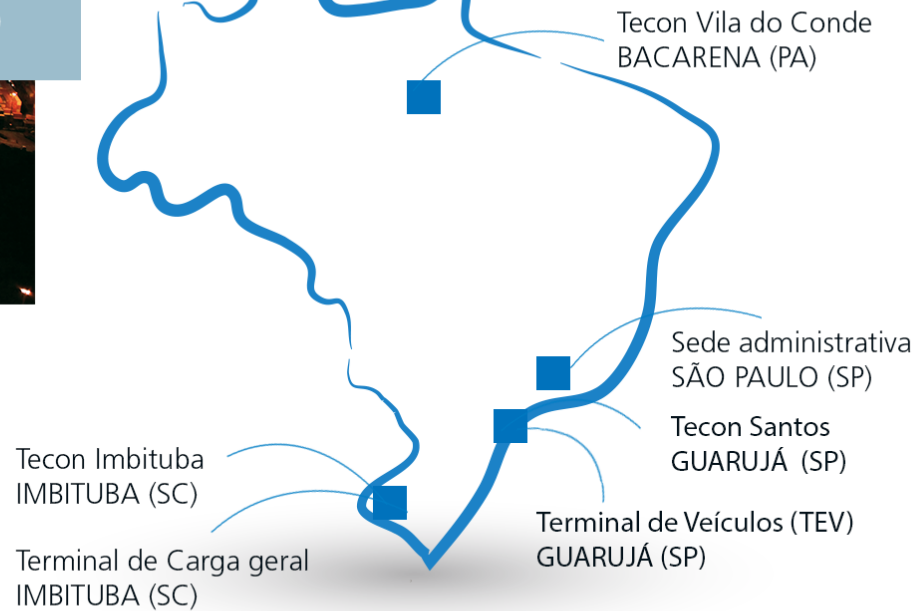 Tecon Vila do Conde
BACARENA (PA)
Sede administrativa
SÃO PAULO (SP)
Tecon Santos
GUARUJÁ (SP)
Tecon Imbituba
IMBITUBA (SC)
Terminal de Veículos (TEV)
GUARUJÁ (SP)
Terminal de Carga geral
IMBITUBA (SC)